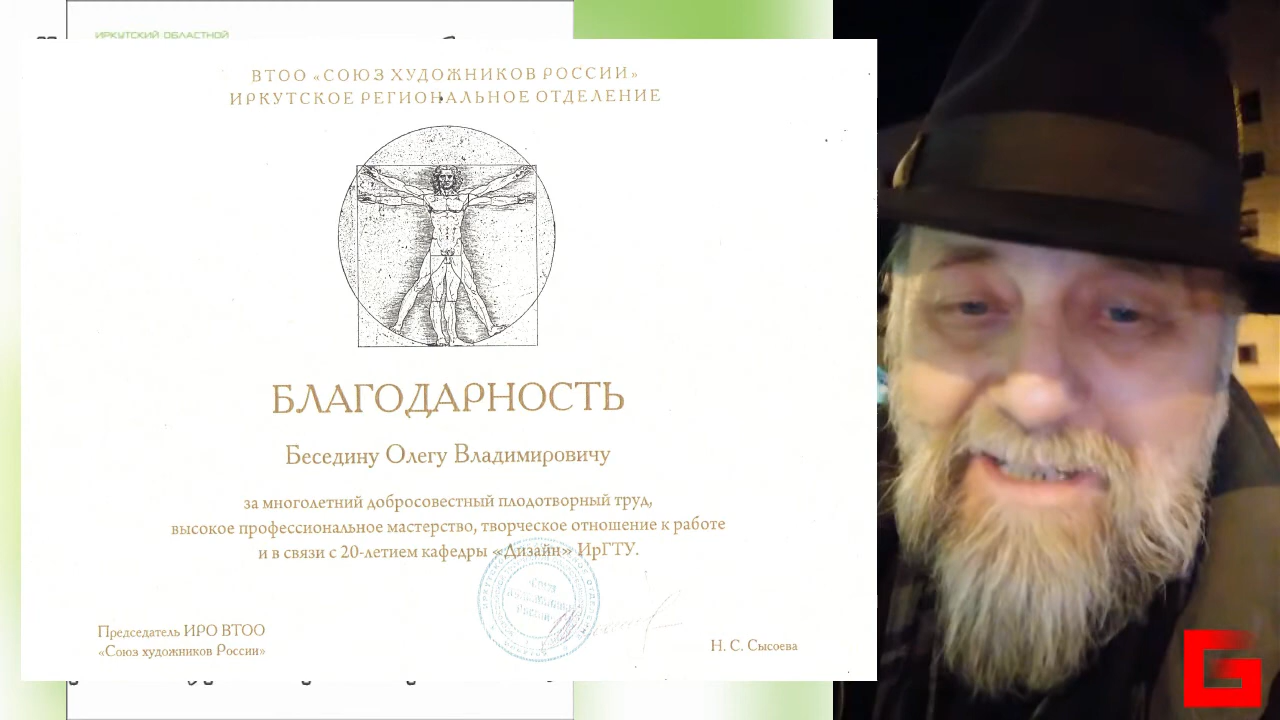 ИРКУТСКИЙ ОБЛАСТНОЙ
ВТОО «СОЮЗ ХУДОЖНИКОВ РОССИИ»
ИРКУТСКОЕ РЕГИОНАЛЬНОЕ ОТДЕЛЕНИЕ
БЛАГОДАРНОСТЬ
Беседину Олегу Владимировичу
за многолетний добросовестный плодотворный труд,
высокое профессиональное мастерство, творческое отношение к работе
и в связи с 20-летием кафедры «Дизайн» ИрГТУ.
Председатель ИРО ВТОО
«Союз художников России»
Н. С. Сысоева